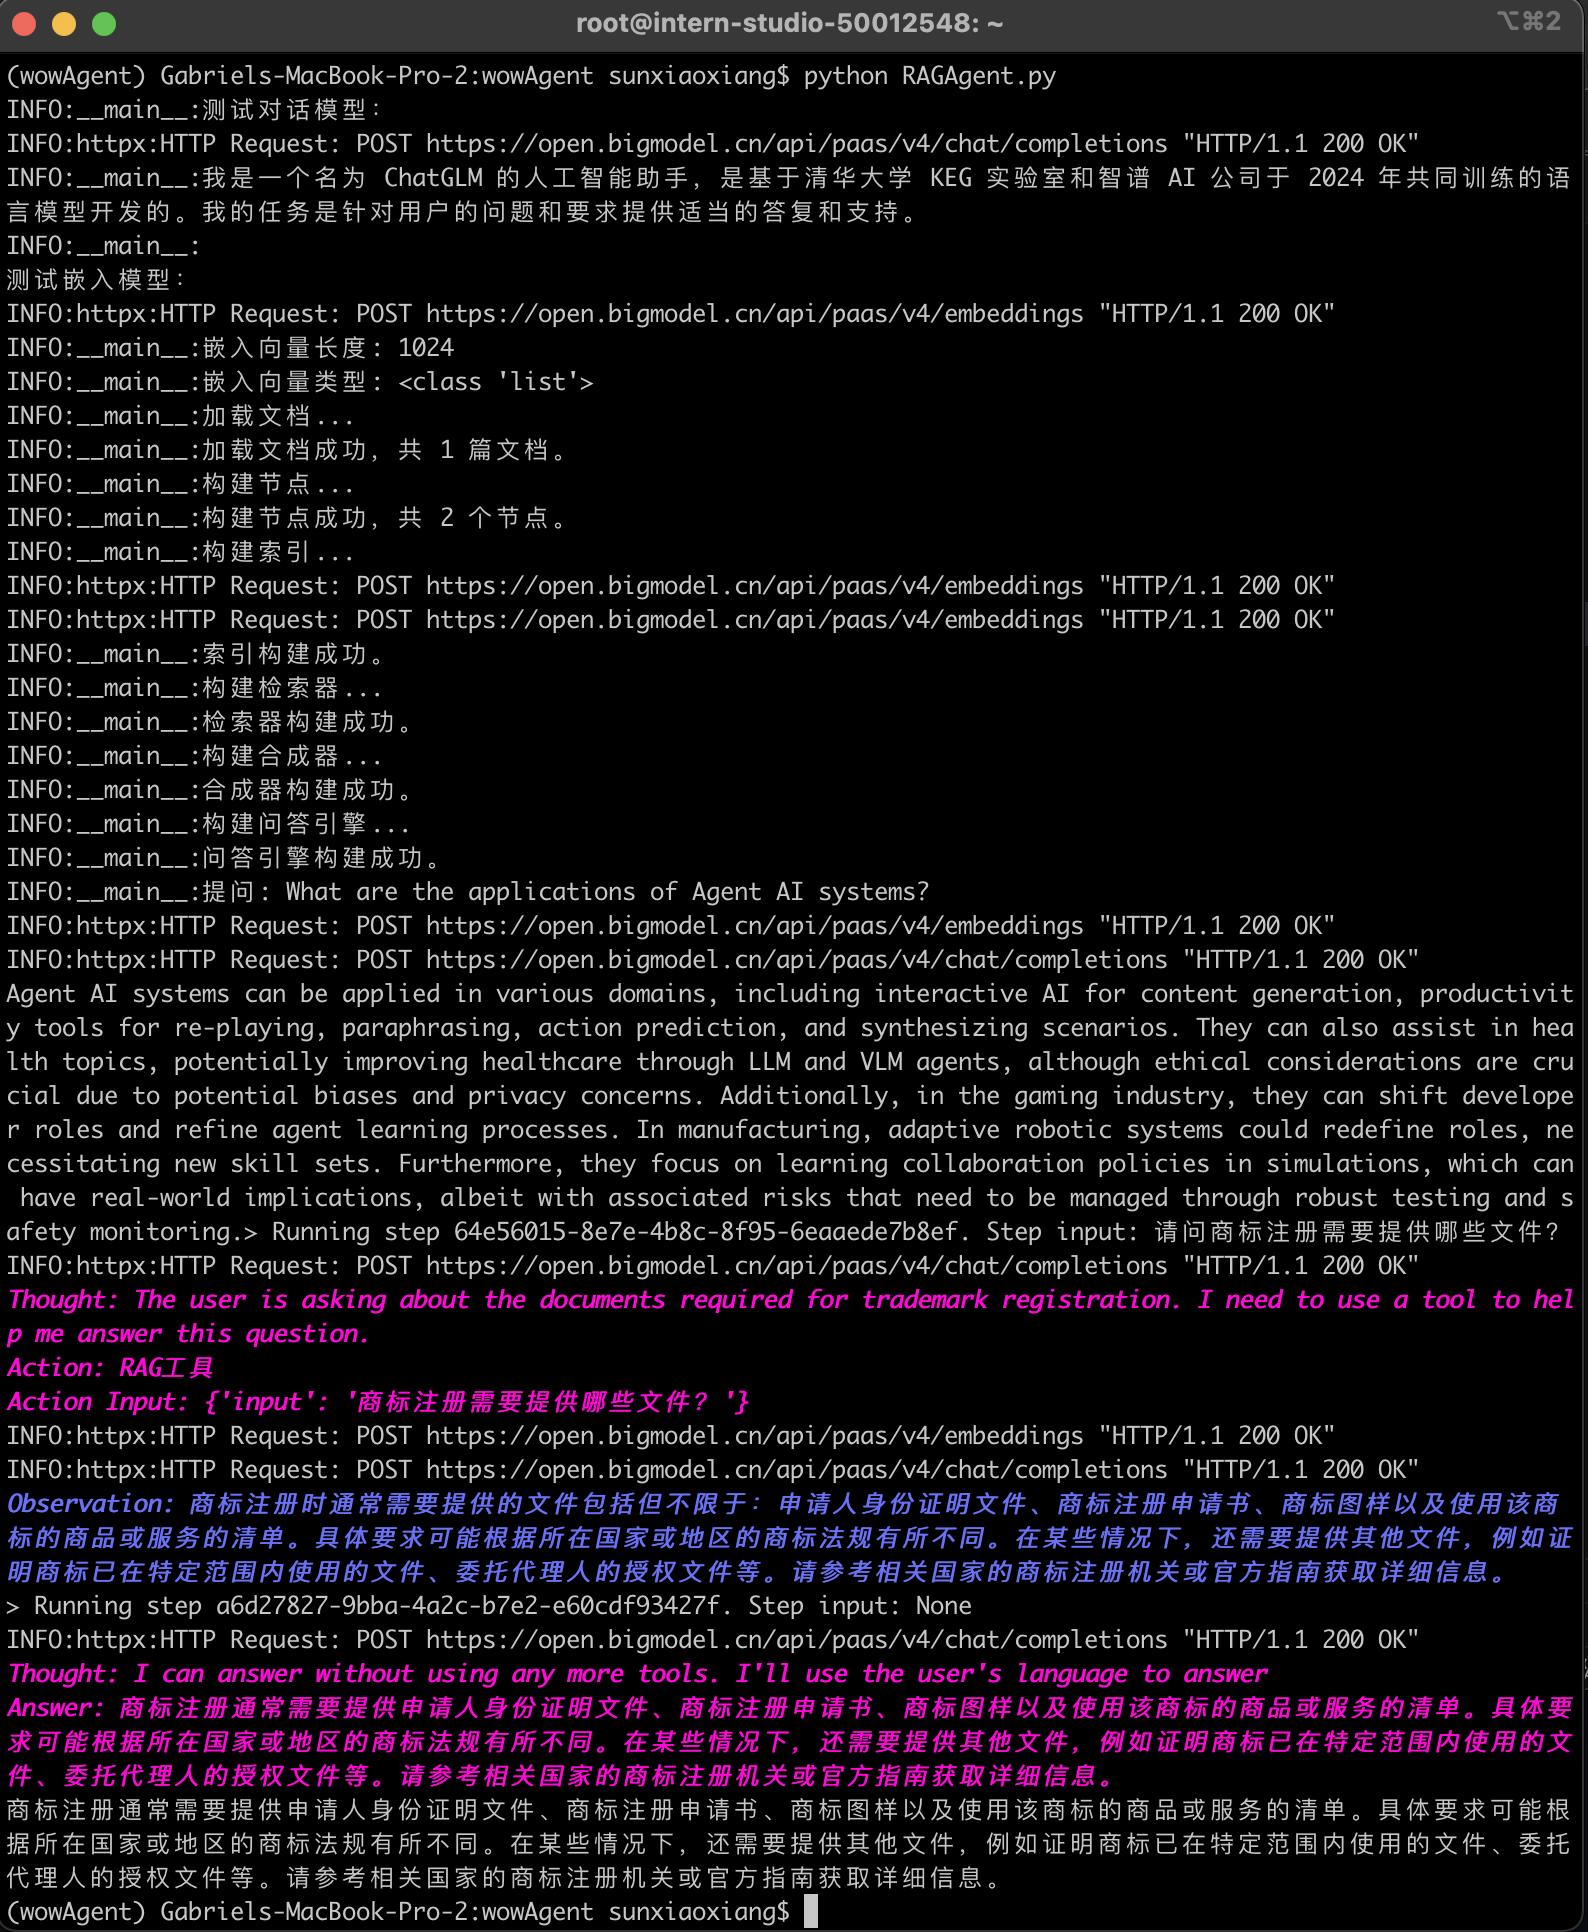 root@intern-studio-50012548: ~
⌥⌘2
(wowAgent) Gabriels-MacBook-Pro-2:wowAgent sunxiaoxiang$ python RAGAgent.py
INFO:__main__:测试对话模型：
INFO:httpx:HTTP Request: POST https://open.bigmodel.cn/api/paas/v4/chat/completions "HTTP/1.1 200 OK"
INFO:__main__:我是一个名为 ChatGLM 的人工智能助手，是基于清华大学 KEG 实验室和智谱 AI 公司于 2024 年共同训练的语
言模型开发的。我的任务是针对用户的问题和要求提供适当的答复和支持。
INFO:__main__:
测试嵌入模型：
INFO:httpx:HTTP Request: POST https://open.bigmodel.cn/api/paas/v4/embeddings "HTTP/1.1 200 OK"
INFO:__main__:嵌入向量长度: 1024
INFO:__main__:嵌入向量类型: <class 'list'>
INFO:__main__:加载文档...
INFO:__main__:加载文档成功，共 1 篇文档。
INFO:__main__:构建节点...
INFO:__main__:构建节点成功，共 2 个节点。
INFO:__main__:构建索引...
INFO:httpx:HTTP Request: POST https://open.bigmodel.cn/api/paas/v4/embeddings "HTTP/1.1 200 OK"
INFO:httpx:HTTP Request: POST https://open.bigmodel.cn/api/paas/v4/embeddings "HTTP/1.1 200 OK"
INFO:__main__:索引构建成功。
INFO:__main__:构建检索器...
INFO:__main__:检索器构建成功。
INFO:__main__:构建合成器...
INFO:__main__:合成器构建成功。
INFO:__main__:构建问答引擎...
INFO:__main__:问答引擎构建成功。
INFO:__main__:提问: What are the applications of Agent AI systems?
INFO:httpx:HTTP Request: POST https://open.bigmodel.cn/api/paas/v4/embeddings "HTTP/1.1 200 OK"
INFO:httpx:HTTP Request: POST https://open.bigmodel.cn/api/paas/v4/chat/completions "HTTP/1.1 200 OK"
Agent AI systems can be applied in various domains, including interactive AI for content generation, productivit
y tools for re-playing, paraphrasing, action prediction, and synthesizing scenarios. They can also assist in hea
lth topics, potentially improving healthcare through LLM and VLM agents, although ethical considerations are cru
cial due to potential biases and privacy concerns. Additionally, in the gaming industry, they can shift develope
r roles and refine agent learning processes. In manufacturing, adaptive robotic systems could redefine roles, ne
cessitating new skill sets. Furthermore, they focus on learning collaboration policies in simulations, which can
 have real-world implications, albeit with associated risks that need to be managed through robust testing and s
afety monitoring.> Running step 64e56015-8e7e-4b8c-8f95-6eaaede7b8ef. Step input: 请问商标注册需要提供哪些文件？
INFO:httpx:HTTP Request: POST https://open.bigmodel.cn/api/paas/v4/chat/completions "HTTP/1.1 200 OK"
Thought: The user is asking about the documents required for trademark registration. I need to use a tool to hel
p me answer this question.
Action: RAG工具
Action Input: {'input': '商标注册需要提供哪些文件？'}
INFO:httpx:HTTP Request: POST https://open.bigmodel.cn/api/paas/v4/embeddings "HTTP/1.1 200 OK"
INFO:httpx:HTTP Request: POST https://open.bigmodel.cn/api/paas/v4/chat/completions "HTTP/1.1 200 OK"
Observation: 商标注册时通常需要提供的文件包括但不限于：申请人身份证明文件、商标注册申请书、商标图样以及使用该商
标的商品或服务的清单。具体要求可能根据所在国家或地区的商标法规有所不同。在某些情况下，还需要提供其他文件，例如证
明商标已在特定范围内使用的文件、委托代理人的授权文件等。请参考相关国家的商标注册机关或官方指南获取详细信息。
> Running step a6d27827-9bba-4a2c-b7e2-e60cdf93427f. Step input: None
INFO:httpx:HTTP Request: POST https://open.bigmodel.cn/api/paas/v4/chat/completions "HTTP/1.1 200 OK"
Thought: I can answer without using any more tools. I'll use the user's language to answer
Answer: 商标注册通常需要提供申请人身份证明文件、商标注册申请书、商标图样以及使用该商标的商品或服务的清单。具体要
求可能根据所在国家或地区的商标法规有所不同。在某些情况下，还需要提供其他文件，例如证明商标已在特定范围内使用的文
件、委托代理人的授权文件等。请参考相关国家的商标注册机关或官方指南获取详细信息。
商标注册通常需要提供申请人身份证明文件、商标注册申请书、商标图样以及使用该商标的商品或服务的清单。具体要求可能根
据所在国家或地区的商标法规有所不同。在某些情况下，还需要提供其他文件，例如证明商标已在特定范围内使用的文件、委托
代理人的授权文件等。请参考相关国家的商标注册机关或官方指南获取详细信息。
(wowAgent) Gabriels-MacBook-Pro-2:wowAgent sunxiaoxiang$